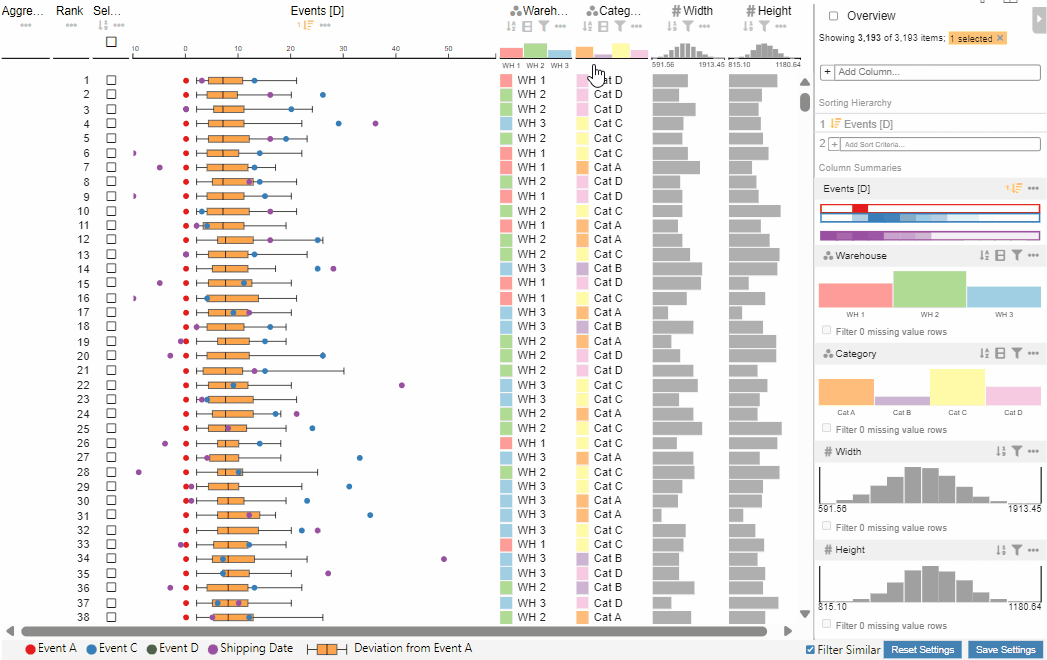 Aggre... Rank Sel... Events [D] Wareh... Categ... # Width # Height
1
10 0 10 20 30 40 50
WH 1 WH 2 WH 3 591.56 1913.45 815.10 1180.64
1 WH 1 Cat D
2 WH 2 Cat D
3 WH 2 Cat D
4 WH 3 Cat C
5 WH 2 Cat C
6 WH 1 Cat C
7 WH 1 Cat A
8 WH 2 Cat D
9 WH 1 Cat D
10 WH 2 Cat C
11 WH 1 Cat A
12 WH 2 Cat A
13 WH 2 Cat C
14 WH 3 Cat B
15 WH 1 Cat D
16 WH 1 Cat C
17 WH 3 Cat A
18 WH 3 Cat B
19 WH 2 Cat A
20 WH 2 Cat D
21 WH 2 Cat D
22 WH 3 Cat C
23 WH 3 Cat C
24 WH 2 Cat A
25 WH 2 Cat C
26 WH 1 Cat C
27 WH 3 Cat A
28 WH 2 Cat C
29 WH 3 Cat C
30 WH 3 Cat A
31 WH 3 Cat A
32 WH 3 Cat C
33 WH 1 Cat C
34 WH 3 Cat B
35 WH 3 Cat D
36 WH 2 Cat B
37 WH 3 Cat D
38 WH 2 Cat A
Event A Event C Event D Shipping Date Deviation from Event A
Overview
Showing 3,193 of 3,193 items: 1 selected ×
+ Add Column...
Sorting Hierarchy
1 Events [D]
2 + Add Sort Criteria...
Column Summaries
Events [D] 1
Warehouse
WH 1 WH 2 WH 3
Filter 0 missing value rows
Category
Cat A Cat B Cat C Cat D
Filter 0 missing value rows
# Width
591.56 1913.45
Filter 0 missing value rows
# Height
815.10 1180.64
Filter 0 missing value rows
Filter Similar Reset Settings Save Settings